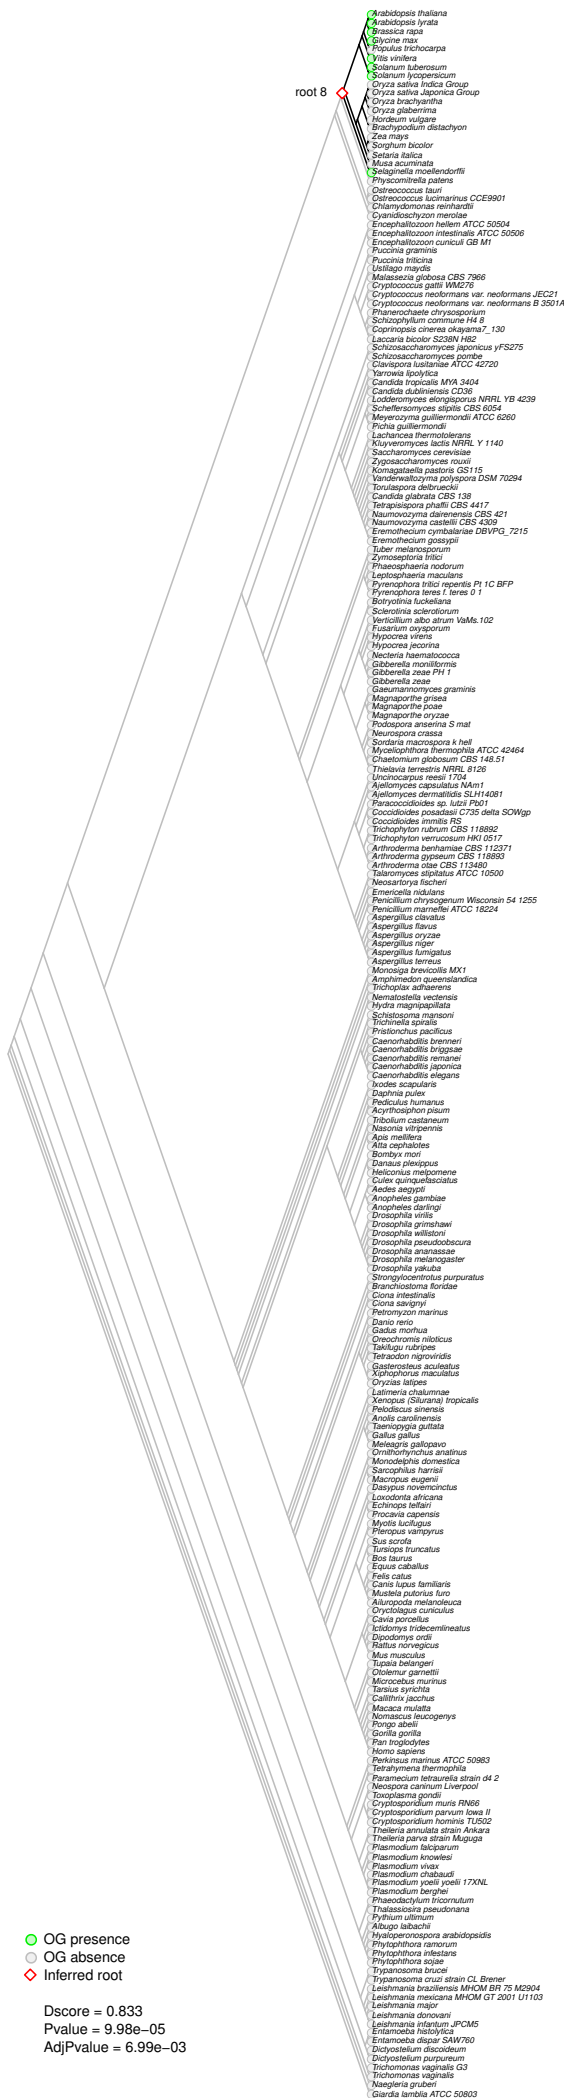 Arabidopsis thaliana
Arabidopsis lyrata
Brassica rapa
Glycine max
Populus trichocarpa
Vitis vinifera
Solanum tuberosum
Solanum lycopersicum
Oryza sativa Indica Group
root 8
Oryza sativa Japonica Group
Oryza brachyantha
Oryza glaberrima
Hordeum vulgare
Brachypodium distachyon
Zea mays
Sorghum bicolor
Setaria italica
Musa acuminata
Selaginella moellendorffii
Physcomitrella patens
Ostreococcus tauri
Ostreococcus lucimarinus CCE9901
Chlamydomonas reinhardtii
Cyanidioschyzon merolae
Encephalitozoon hellem ATCC 50504
Encephalitozoon intestinalis ATCC 50506
Encephalitozoon cuniculi GB M1
Puccinia graminis
Puccinia triticina
Ustilago maydis
Malassezia globosa CBS 7966
Cryptococcus gattii WM276
Cryptococcus neoformans var. neoformans JEC21
Cryptococcus neoformans var. neoformans B 3501A
Phanerochaete chrysosporium
Schizophyllum commune H4 8
Coprinopsis cinerea okayama7_130
Laccaria bicolor S238N H82
Schizosaccharomyces japonicus yFS275
Schizosaccharomyces pombe
Clavispora lusitaniae ATCC 42720
Yarrowia lipolytica
Candida tropicalis MYA 3404
Candida dubliniensis CD36
Lodderomyces elongisporus NRRL YB 4239
Scheffersomyces stipitis CBS 6054
Meyerozyma guilliermondii ATCC 6260
Pichia guilliermondii
Lachancea thermotolerans
Kluyveromyces lactis NRRL Y 1140
Saccharomyces cerevisiae
Zygosaccharomyces rouxii
Komagataella pastoris GS115
Vanderwaltozyma polyspora DSM 70294
Torulaspora delbrueckii
Candida glabrata CBS 138
Tetrapisispora phaffii CBS 4417
Naumovozyma dairenensis CBS 421
Naumovozyma castellii CBS 4309
Eremothecium cymbalariae DBVPG_7215
Eremothecium gossypii
Tuber melanosporum
Zymoseptoria tritici
Phaeosphaeria nodorum
Leptosphaeria maculans
Pyrenophora tritici repentis Pt 1C BFP
Pyrenophora teres f. teres 0 1
Botryotinia fuckeliana
Sclerotinia sclerotiorum
Verticillium albo atrum VaMs.102
Fusarium oxysporum
Hypocrea virens
Hypocrea jecorina
Necteria haematococca
Gibberella moniliformis
Gibberella zeae PH 1
Gibberella zeae
Gaeumannomyces graminis
Magnaporthe grisea
Magnaporthe poae
Magnaporthe oryzae
Podospora anserina S mat
Neurospora crassa
Sordaria macrospora k hell
Myceliophthora thermophila ATCC 42464
Chaetomium globosum CBS 148.51
Thielavia terrestris NRRL 8126
Uncinocarpus reesii 1704
Ajellomyces capsulatus NAm1
Ajellomyces dermatitidis SLH14081
Paracoccidioides sp. lutzii Pb01
Coccidioides posadasii C735 delta SOWgp
Coccidioides immitis RS
Trichophyton rubrum CBS 118892
Trichophyton verrucosum HKI 0517
Arthroderma benhamiae CBS 112371
Arthroderma gypseum CBS 118893
Arthroderma otae CBS 113480
Talaromyces stipitatus ATCC 10500
Neosartorya fischeri
Emericella nidulans
Penicillium chrysogenum Wisconsin 54 1255
Penicillium marneffei ATCC 18224
Aspergillus clavatus
Aspergillus flavus
Aspergillus oryzae
Aspergillus niger
Aspergillus fumigatus
Aspergillus terreus
Monosiga brevicollis MX1
Amphimedon queenslandica
Trichoplax adhaerens
Nematostella vectensis
Hydra magnipapillata
Schistosoma mansoni
Trichinella spiralis
Pristionchus pacificus
Caenorhabditis brenneri
Caenorhabditis briggsae
Caenorhabditis remanei
Caenorhabditis japonica
Caenorhabditis elegans
Ixodes scapularis
Daphnia pulex
Pediculus humanus
Acyrthosiphon pisum
Tribolium castaneum
Nasonia vitripennis
Apis mellifera
Atta cephalotes
Bombyx mori
Danaus plexippus
Heliconius melpomene
Culex quinquefasciatus
Aedes aegypti
Anopheles gambiae
Anopheles darlingi
Drosophila virilis
Drosophila grimshawi
Drosophila willistoni
Drosophila pseudoobscura
Drosophila ananassae
Drosophila melanogaster
Drosophila yakuba
Strongylocentrotus purpuratus
Branchiostoma floridae
Ciona intestinalis
Ciona savignyi
Petromyzon marinus
Danio rerio
Gadus morhua
Oreochromis niloticus
Takifugu rubripes
Tetraodon nigroviridis
Gasterosteus aculeatus
Xiphophorus maculatus
Oryzias latipes
Latimeria chalumnae
Xenopus (Silurana) tropicalis
Pelodiscus sinensis
Anolis carolinensis
Taeniopygia guttata
Gallus gallus
Meleagris gallopavo
Ornithorhynchus anatinus
Monodelphis domestica
Sarcophilus harrisii
Macropus eugenii
Dasypus novemcinctus
Loxodonta africana
Echinops telfairi
Procavia capensis
Myotis lucifugus
Pteropus vampyrus
Sus scrofa
Tursiops truncatus
Bos taurus
Equus caballus
Felis catus
Canis lupus familiaris
Mustela putorius furo
Ailuropoda melanoleuca
Oryctolagus cuniculus
Cavia porcellus
Ictidomys tridecemlineatus
Dipodomys ordii
Rattus norvegicus
Mus musculus
Tupaia belangeri
Otolemur garnettii
Microcebus murinus
Tarsius syrichta
Callithrix jacchus
Macaca mulatta
Nomascus leucogenys
Pongo abelii
Gorilla gorilla
Pan troglodytes
Homo sapiens
Perkinsus marinus ATCC 50983
Tetrahymena thermophila
Paramecium tetraurelia strain d4 2
Neospora caninum Liverpool
Toxoplasma gondii
Cryptosporidium muris RN66
Cryptosporidium parvum Iowa II
Cryptosporidium hominis TU502
Theileria annulata strain Ankara
Theileria parva strain Muguga
Plasmodium falciparum
Plasmodium knowlesi
Plasmodium vivax
Plasmodium chabaudi
Plasmodium yoelii yoelii 17XNL
Plasmodium berghei
Phaeodactylum tricornutum
Thalassiosira pseudonana
Pythium ultimum
Albugo laibachii
Hyaloperonospora arabidopsidis
Phytophthora ramorum
Phytophthora infestans
Phytophthora sojae
Trypanosoma brucei
Trypanosoma cruzi strain CL Brener
Leishmania braziliensis MHOM BR 75 M2904
Leishmania mexicana MHOM GT 2001 U1103
Leishmania major
Leishmania donovani
Leishmania infantum JPCM5
Entamoeba histolytica
Entamoeba dispar SAW760
Dictyostelium discoideum
Dictyostelium purpureum
Trichomonas vaginalis G3
Trichomonas vaginalis
Naegleria gruberi
Giardia lamblia ATCC 50803
OG presence
OG absence
Inferred root
Dscore = 0.833
Pvalue = 9.98e−05
AdjPvalue = 6.99e−03